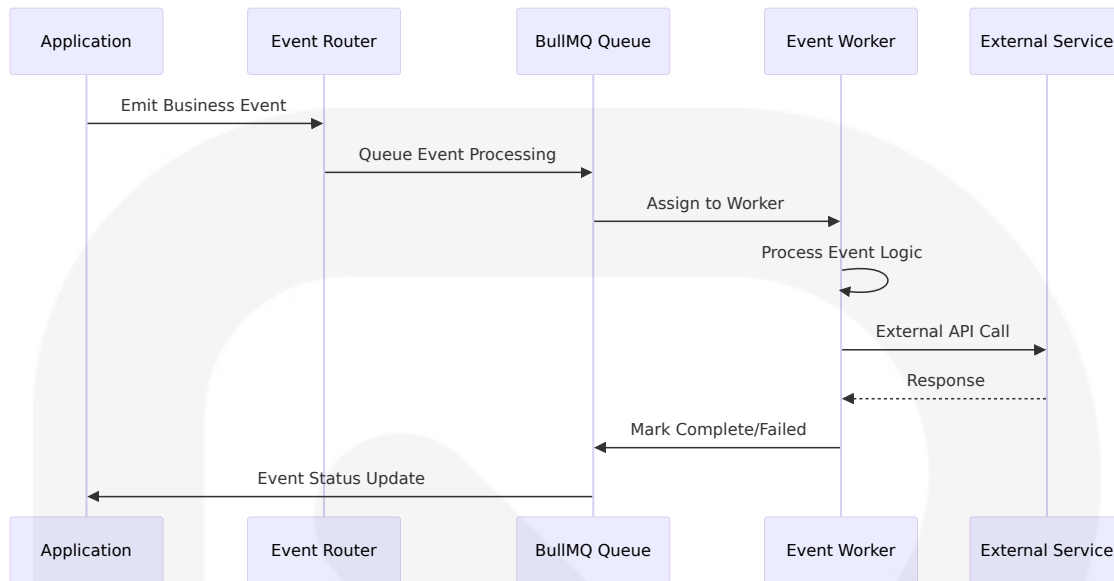 Application
Event Router
BullMQ Queue
Event Worker
External Service
Emit Business Event
Queue Event Processing
Assign to Worker
Process Event Logic
External API Call
Response
Mark Complete/Failed
Event Status Update
Application
Event Router
BullMQ Queue
Event Worker
External Service